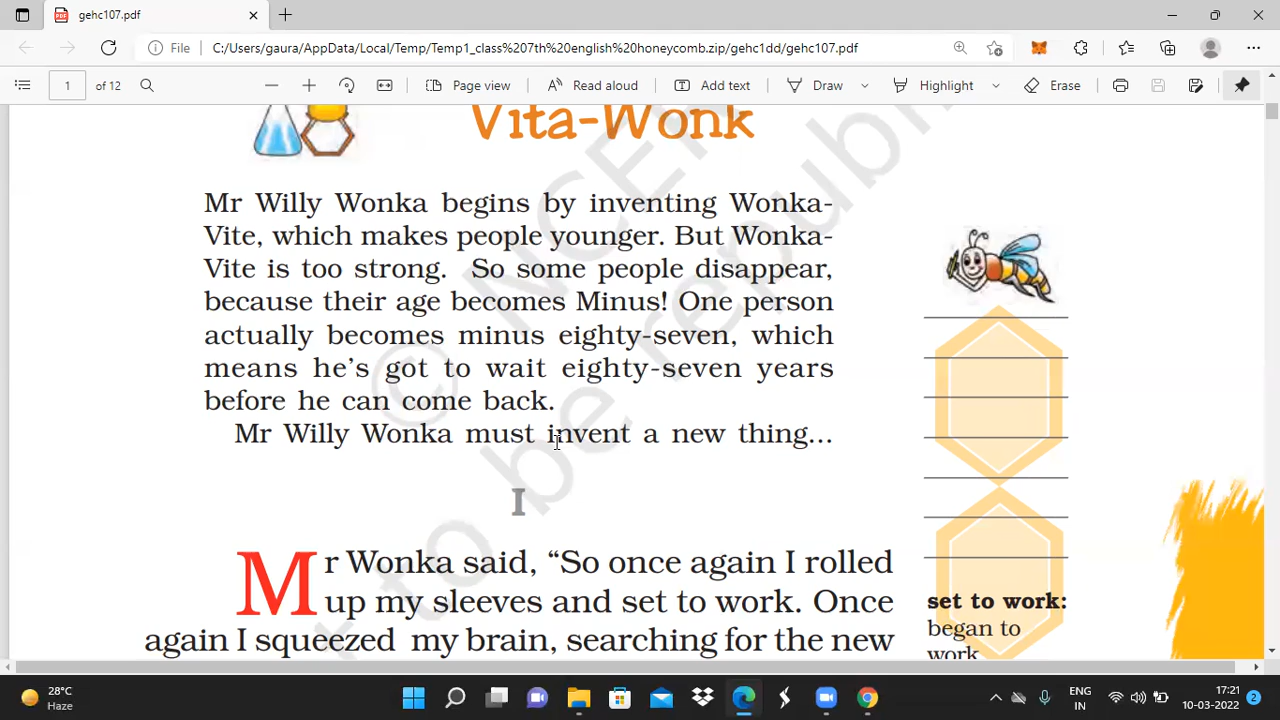 gehc107.pdf
File C:/Users/gaura/AppData/Local/Temp/Temp1_class%207th%20english%20honeycomb.zip/gehc1dd/gehc107.pdf
1 of 12 Page view Read aloud Add text Draw Highlight Erase
Vita-Wonk
Mr Willy Wonka begins by inventing Wonka-
Vite, which makes people younger. But Wonka-
Vite is too strong. So some people disappear,
because their age becomes Minus! One person
actually becomes minus eighty-seven, which
means he's got to wait eighty-seven years
before he can come back.
Mr Willy Wonka must invent a new thing...
I
Mr Wonka said, “So once again I rolled
up my sleeves and set to work. Once
again I squeezed my brain, searching for the new
set to work:
began to
work
© NCE
to be republi
28°C
Haze
ENG
IN
17:21
10-03-2022
2